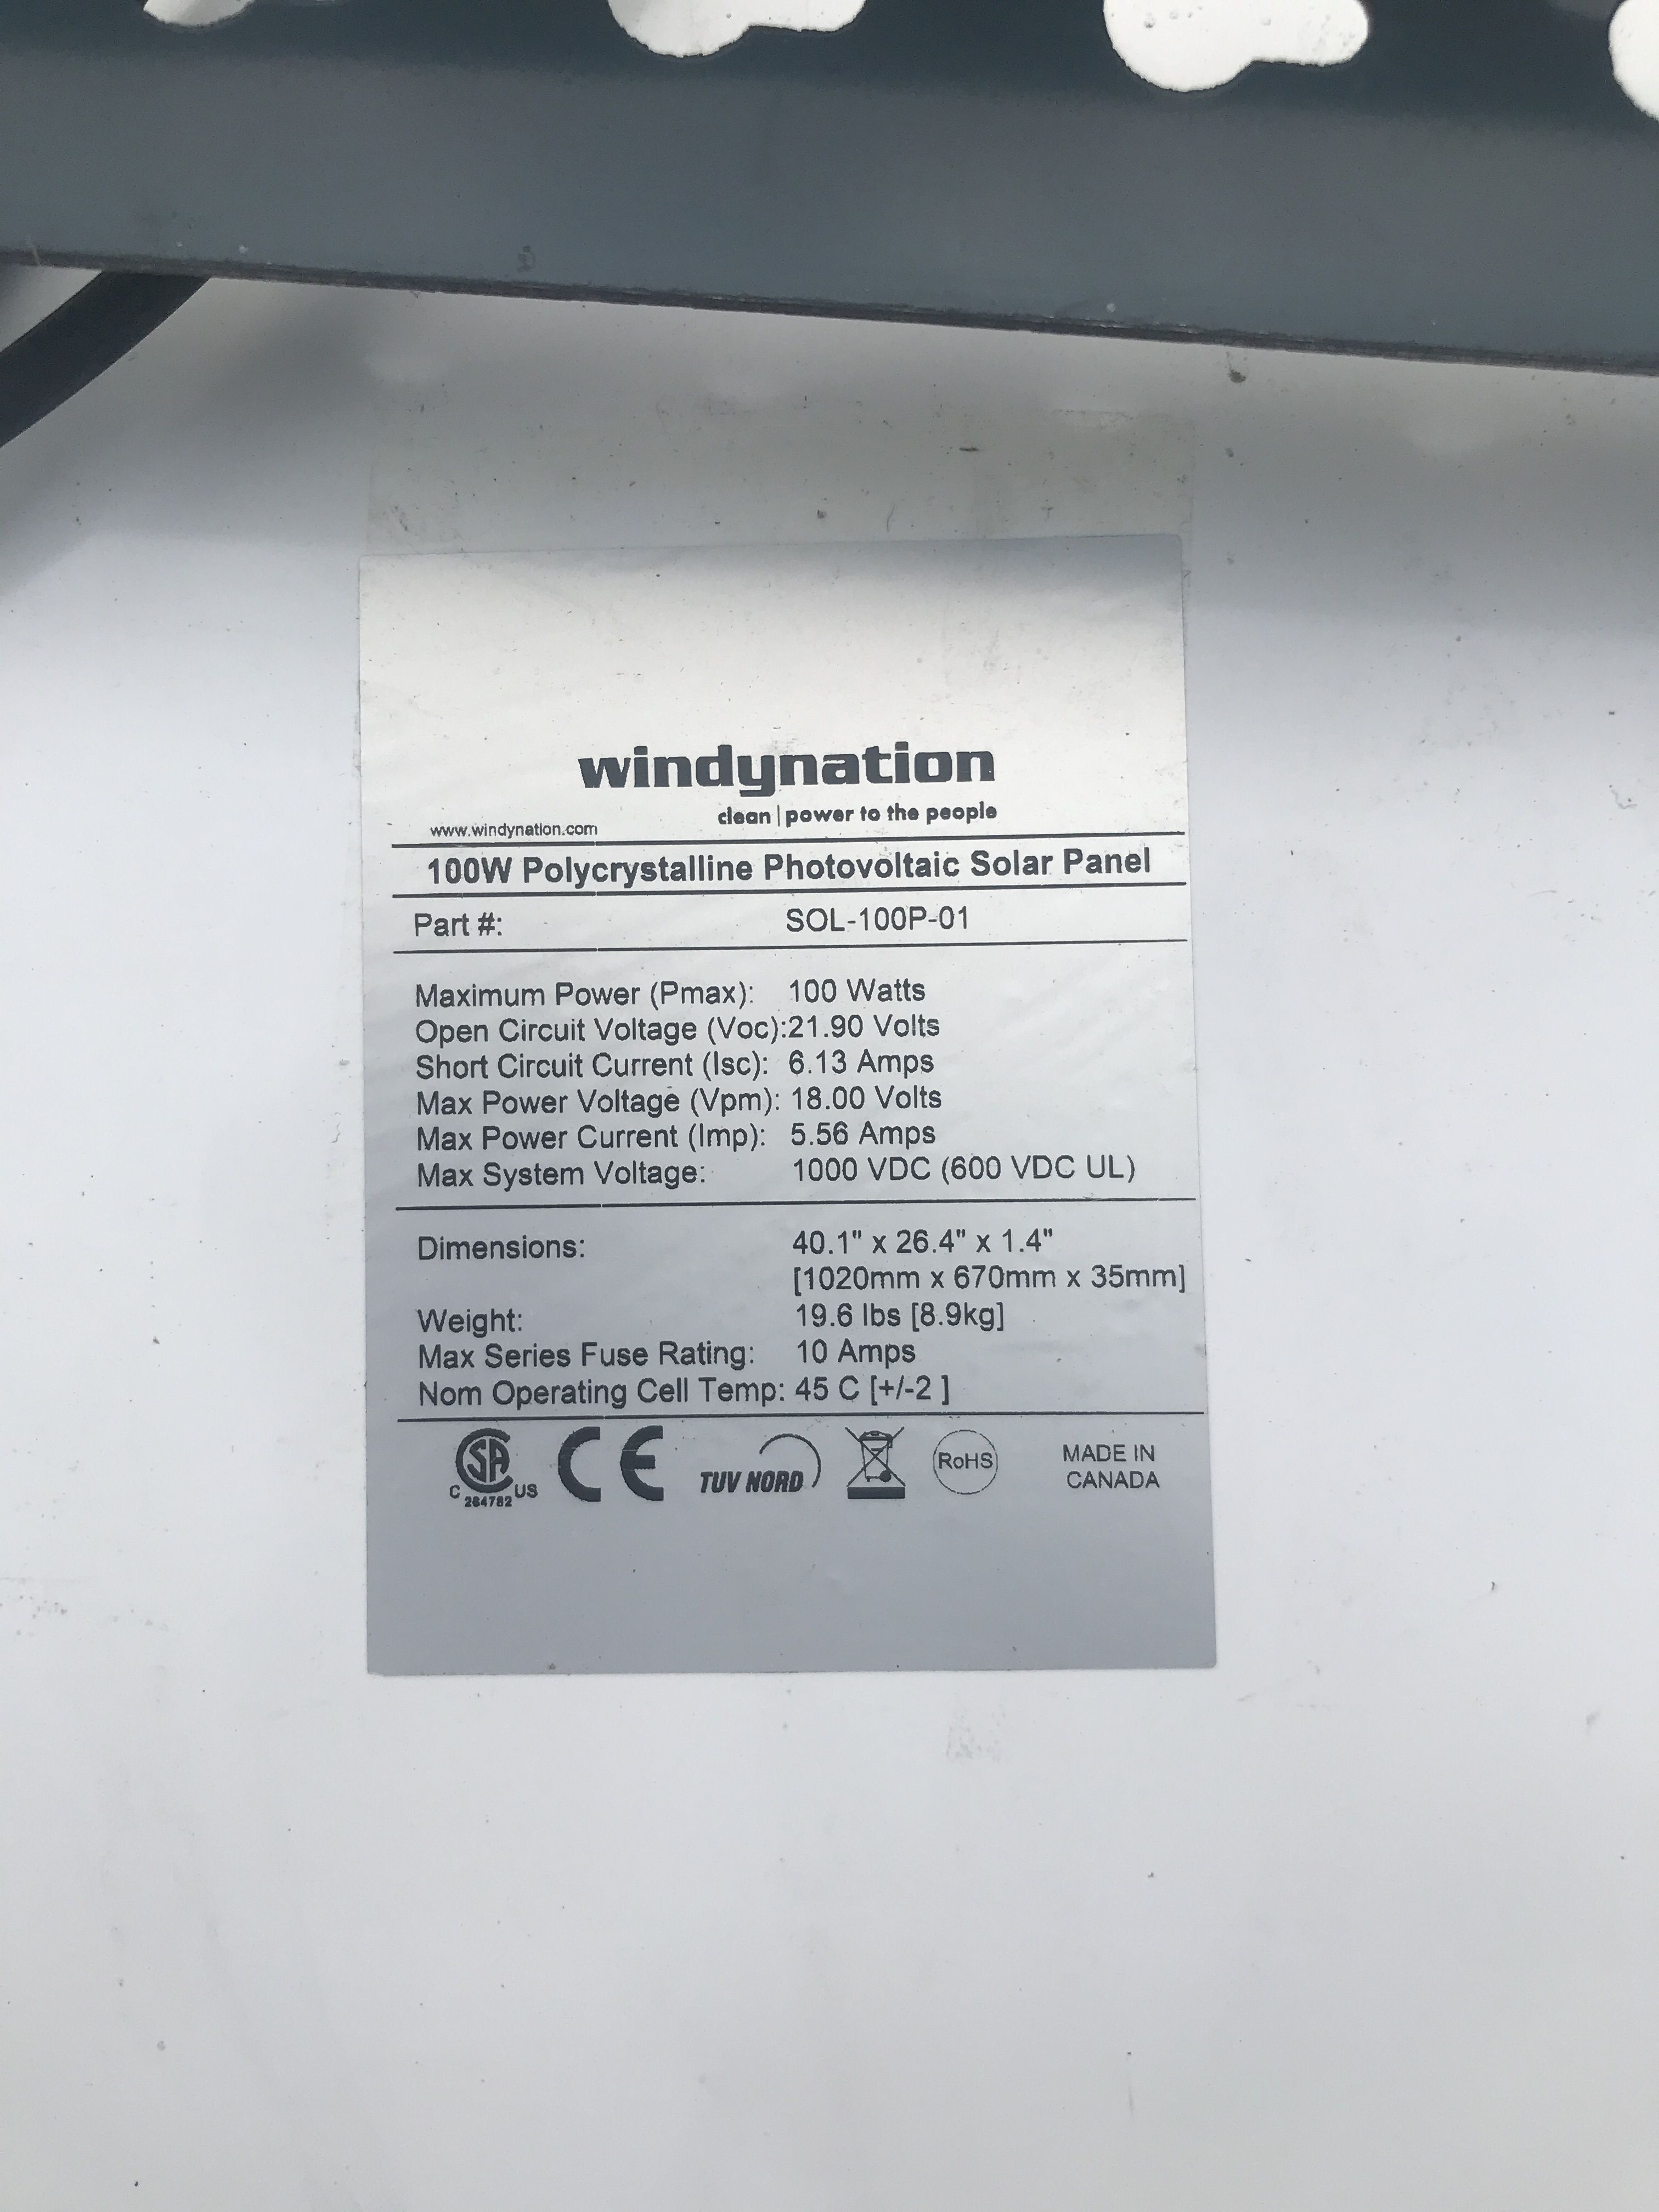 windynation
clean | power to the people
www.windynation.com
100W Polycrystalline Photovoltaic Solar Panel
Part #: SOL-100P-01
Maximum Power (Pmax): 100 Watts
Open Circuit Voltage (Voc):21.90 Volts
Short Circuit Current (Isc): 6.13 Amps
Max Power Voltage (Vpm): 18.00 Volts
Max Power Current (Imp): 5.56 Amps
Max System Voltage: 1000 VDC (600 VDC UL)
Dimensions: 40.1" x 26.4" x 1.4"
[1020mm x 670mm x 35mm]
Weight: 19.6 lbs [8.9kg]
Max Series Fuse Rating: 10 Amps
Nom Operating Cell Temp: 45 C [+/-2 ]
SA CE TUV NORD RoHS MADE IN
C 264782 US CANADA